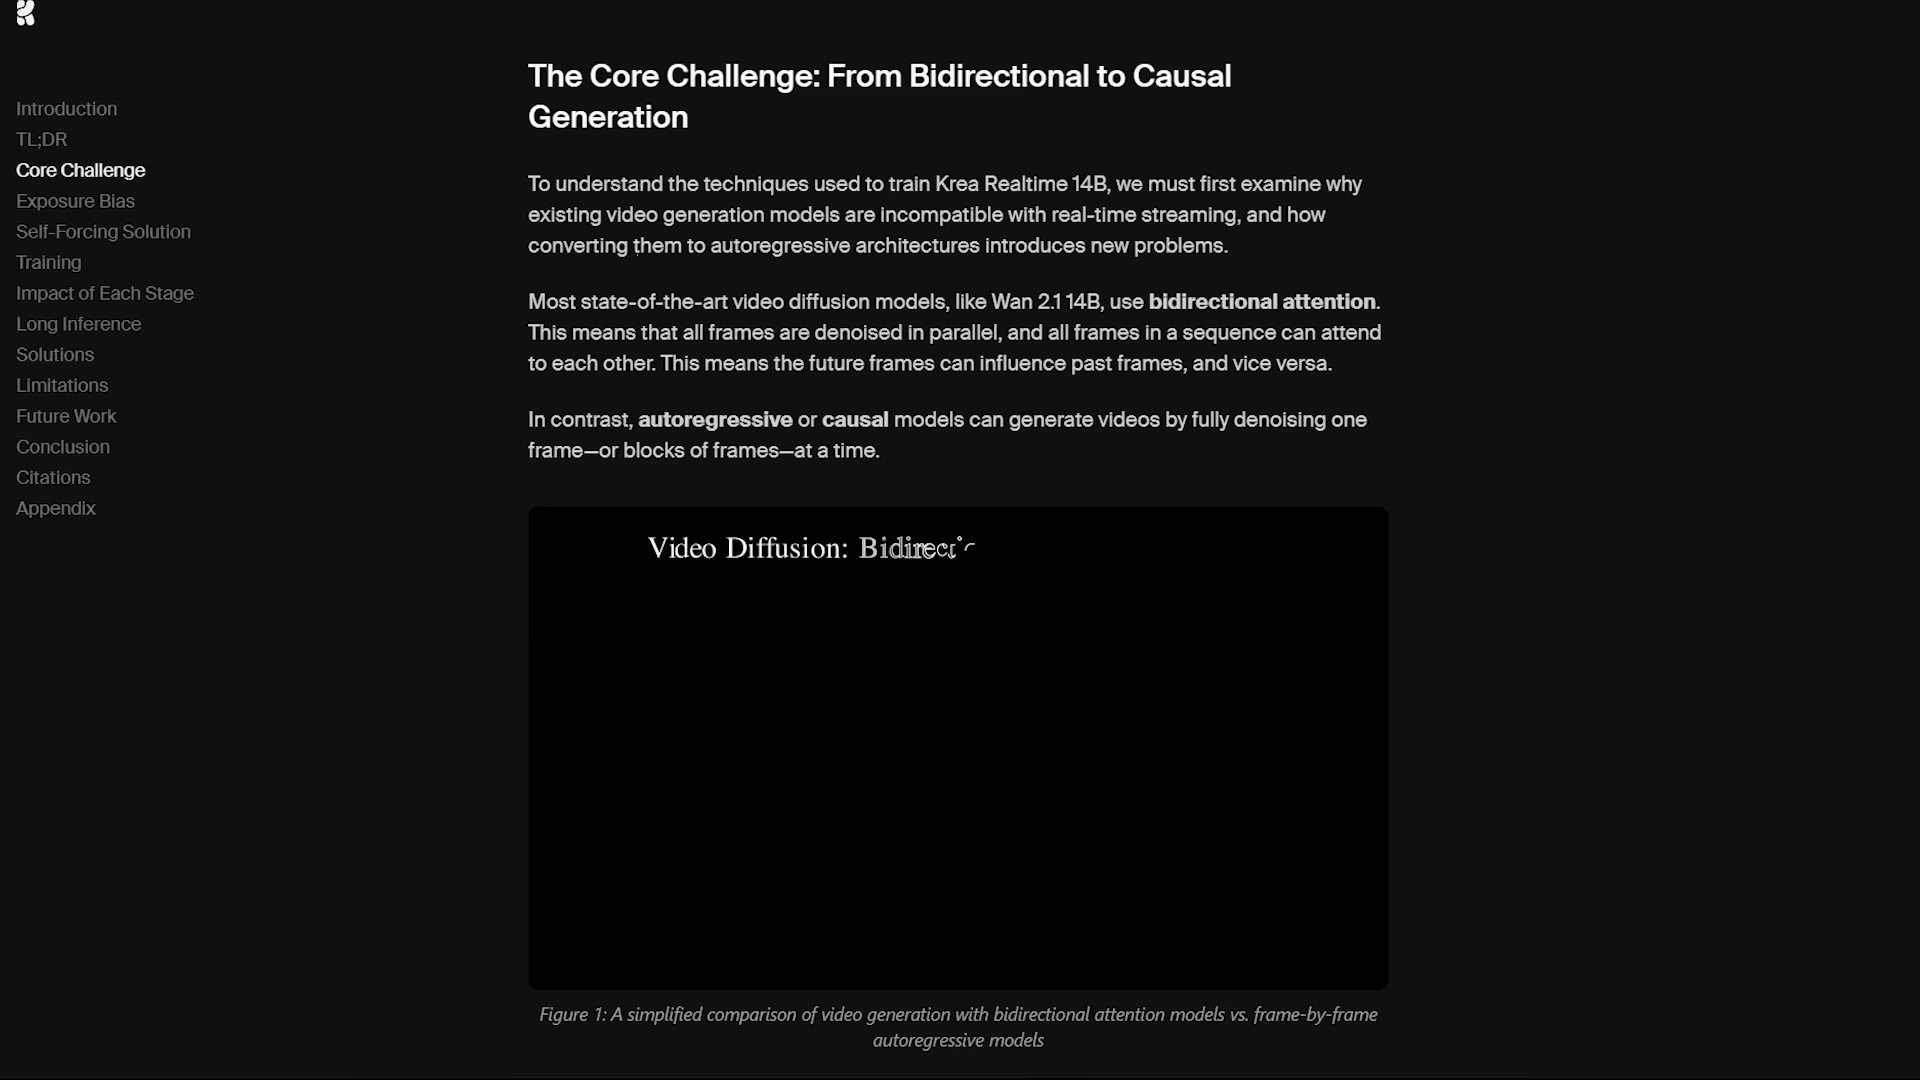 Introduction
TL;DR
Core Challenge
Exposure Bias
Self-Forcing Solution
Training
Impact of Each Stage
Long Inference
Solutions
Limitations
Future Work
Conclusion
Citations
Appendix
The Core Challenge: From Bidirectional to Causal
Generation
To understand the techniques used to train Krea Realtime 14B, we must first examine why
existing video generation models are incompatible with real-time streaming, and how
converting them to autoregressive architectures introduces new problems.
Most state-of-the-art video diffusion models, like Wan 2.1 14B, use bidirectional attention.
This means that all frames are denoised in parallel, and all frames in a sequence can attend
to each other. This means the future frames can influence past frames, and vice versa.
In contrast, autoregressive or causal models can generate videos by fully denoising one
frame—or blocks of frames—at a time.
Video Diffusion:
Figure 1: A simplified comparison of video generation with bidirectional attention models vs. frame-by-frame
autoregressive models